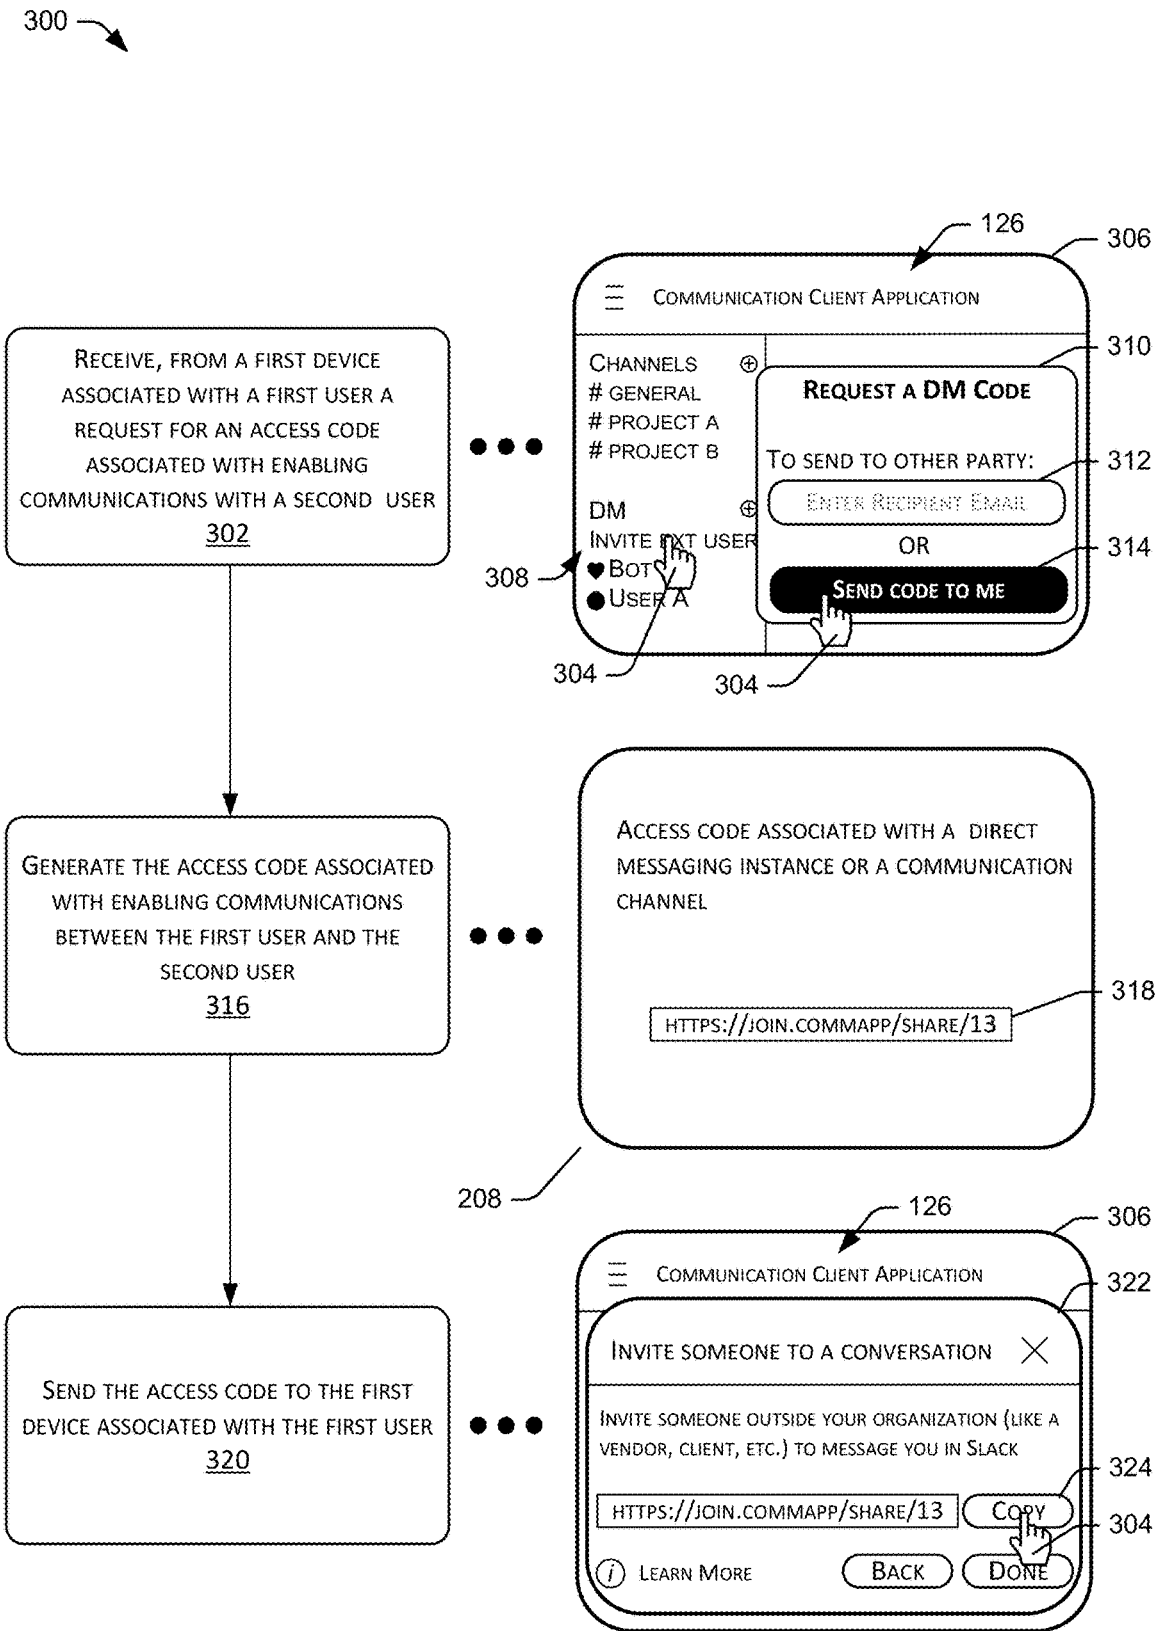 300
126
306
Communication Client Application
Receive, from a first device
associated with a first user a
request for an access code
associated with enabling
communications with a second user
302
Channels
# general
# project A
# project B
DM
Invite ext user
Bot
User A
308
304
304
310
Request a DM Code
To send to other party:
312
Enter Recipient Email
OR
314
Send code to me
Generate the access code associated
with enabling communications
between the first user and the
second user
316
Access code associated with a direct
messaging instance or a communication
channel
318
https://join.commapp/share/13
208
126
306
Communication Client Application
322
Send the access code to the first
device associated with the first user
320
Invite someone to a conversation
Invite someone outside your organization (like a
vendor, client, etc.) to message you in Slack
324
https://join.commapp/share/13 Copy
304
i Learn More Back Done